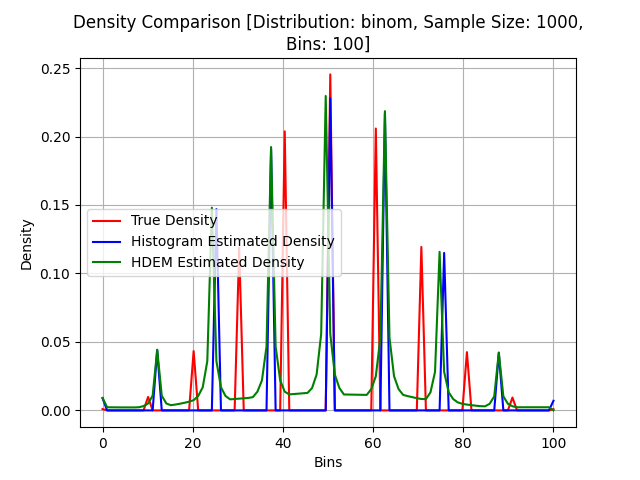 Density Comparison [Distribution: binom, Sample Size: 1000,
Bins: 100]
Density
0.25
0.20
0.15
0.10
0.05
0.00
True Density
Histogram Estimated Density
HDEM Estimated Density
0 20 40 60 80 100
Bins